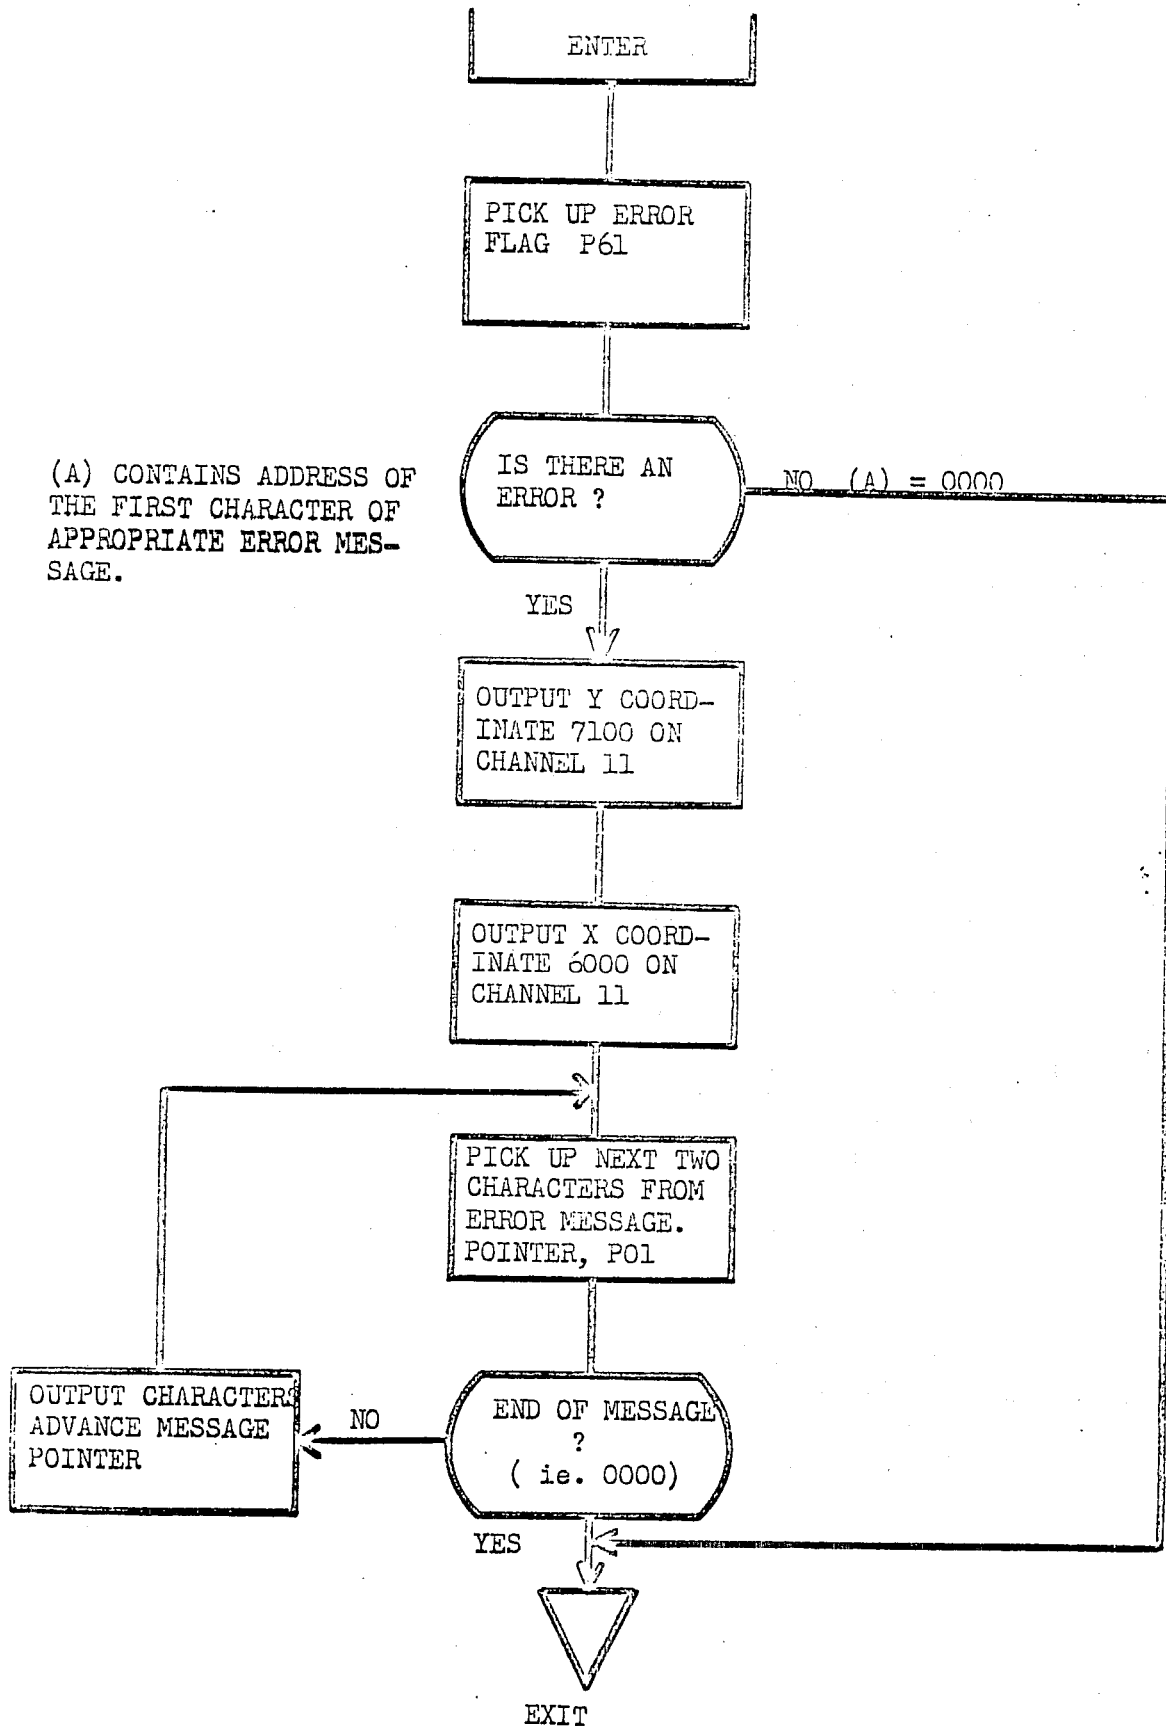 ENTER
PICK UP ERROR
FLAG P61
IS THERE AN
ERROR ?
NO (A) = 0000
(A) CONTAINS ADDRESS OF
THE FIRST CHARACTER OF
APPROPRIATE ERROR MES-
SAGE.
YES
OUTPUT Y COORD-
INATE 7100 ON
CHANNEL 11
OUTPUT X COORD-
INATE 6000 ON
CHANNEL 11
PICK UP NEXT TWO
CHARACTERS FROM
ERROR MESSAGE.
POINTER, P01
OUTPUT CHARACTERS
ADVANCE MESSAGE
POINTER
NO
END OF MESSAGE
?
( ie. 0000)
YES
EXIT